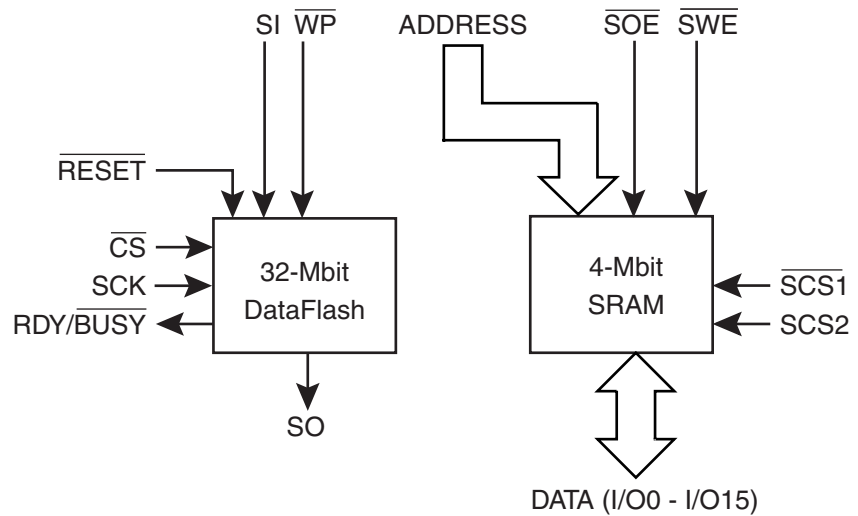 SI WP ADDRESS SOE SWE
RESET
CS
SCK
RDY/BUSY
32-Mbit
DataFlash
4-Mbit
SRAM
SCS1
SCS2
SO
DATA (I/O0 - I/O15)